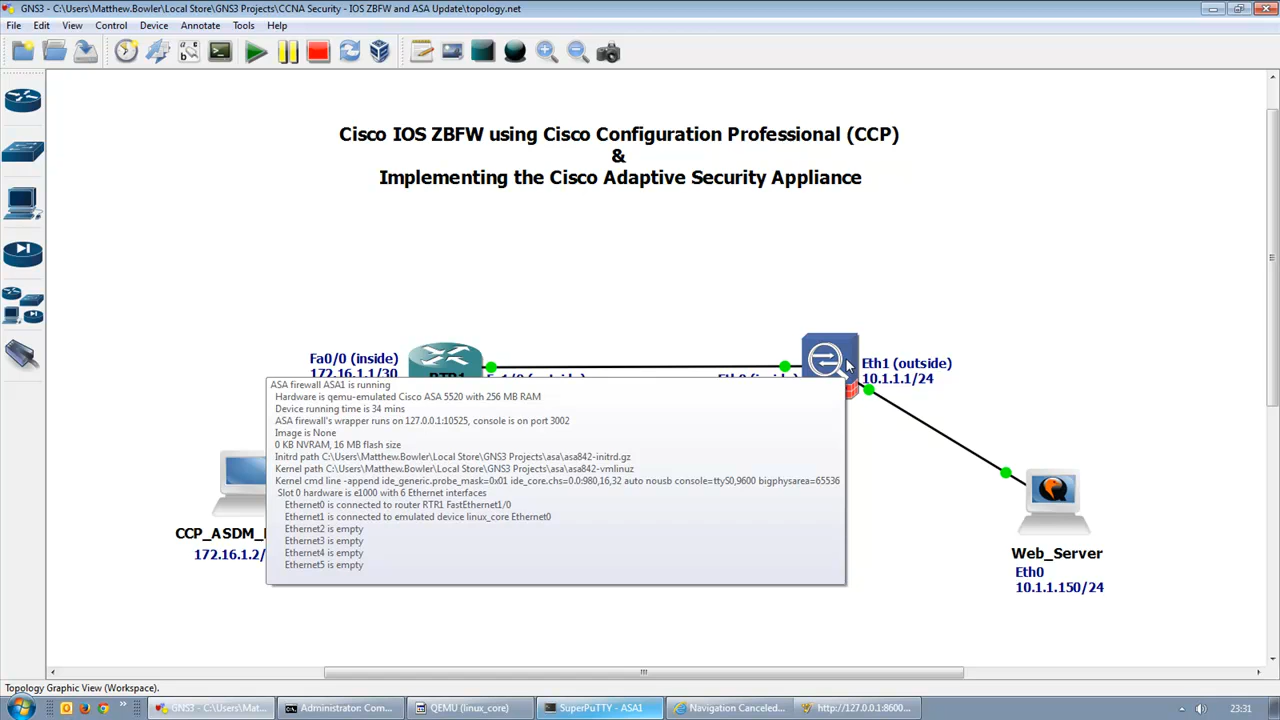 GNS3 - C:\Users\Matthew.Bowler\Local Store\GNS3 Projects\CCNA Security - IOS ZBFW and ASA Update\topology.net
File Edit View Control Device Annotate Tools Help
Cisco IOS ZBFW using Cisco Configuration Professional (CCP)
&
Implementing the Cisco Adaptive Security Appliance
Fa0/0 (inside)
172.16.1.1/30
Eth1 (outside)
10.1.1.1/24
ASA firewall ASA1 is running
Hardware is qemu-emulated Cisco ASA 5520 with 256 MB RAM
Device running time is 34 mins
ASA firewall's wrapper runs on 127.0.0.1:10525, console is on port 3002
Image is None
0 KB NVRAM, 16 MB flash size
Initrd path C:\Users\Matthew.Bowler\Local Store\GNS3 Projects\asa\asa842-initrd.gz
Kernel path C:\Users\Matthew.Bowler\Local Store\GNS3 Projects\asa\asa842-vmlinuz
Kernel cmd line -append ide_generic.probe_mask=0x01 ide_core.chs=0.0:980,16,32 auto nousb console=ttyS0,9600 bigphysarea=65536
Slot 0 hardware is e1000 with 6 Ethernet interfaces
Ethernet0 is connected to router RTR1 FastEthernet1/0
Ethernet1 is connected to emulated device linux_core Ethernet0
Ethernet2 is empty
Ethernet3 is empty
Ethernet4 is empty
Ethernet5 is empty
CCP_ASDM_
172.16.1.2/
Web_Server
Eth0
10.1.1.150/24
Topology Graphic View (Workspace).
GNS3 - C:\Users\Mat... Administrator: Com... QEMU (linux_core) SuperPuTTY - ASA1 Navigation Canceled... http://127.0.0.1:8600... 23:31